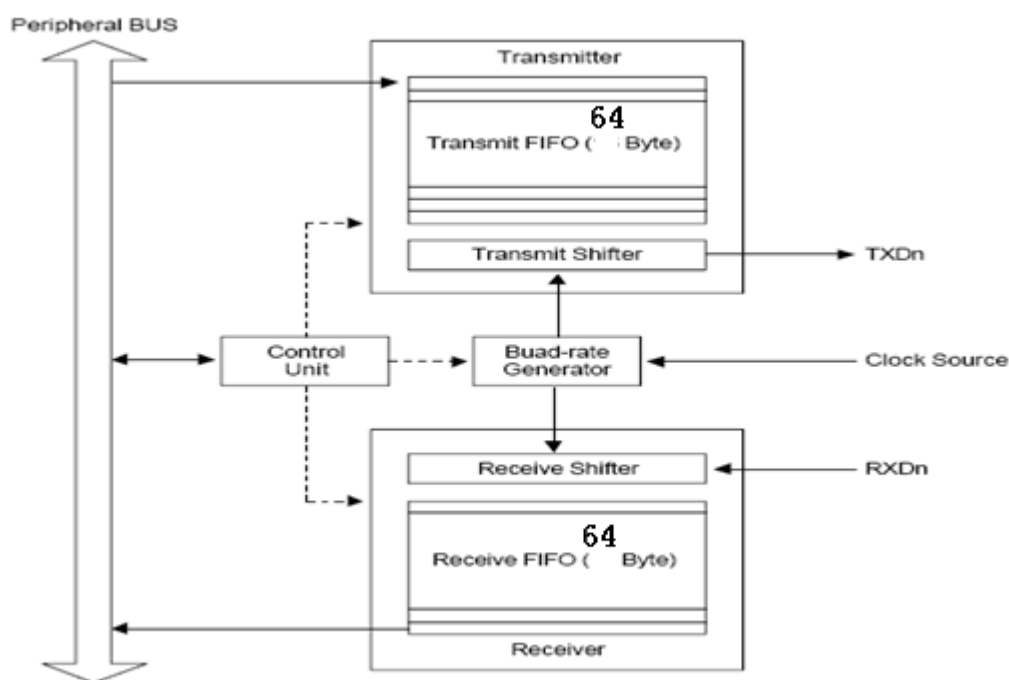 Peripheral BUS
Transmitter
64
Transmit FIFO ( Byte)
Transmit Shifter
TXDn
Control
Unit
Buad-rate
Generator
Clock Source
Receive Shifter
RXDn
64
Receive FIFO ( Byte)
Receiver